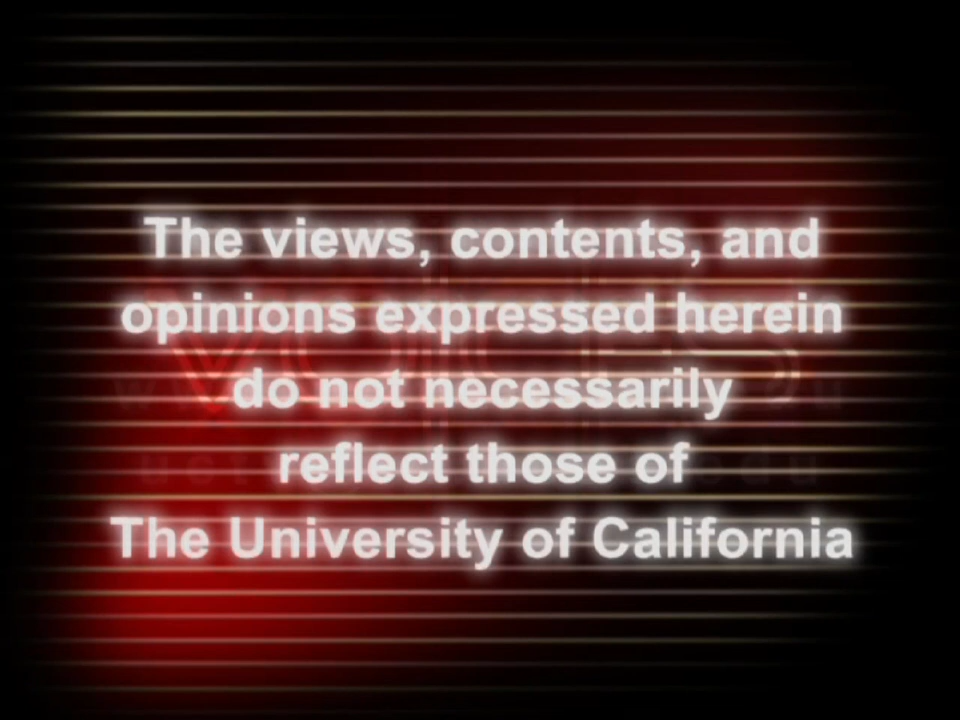 The views, contents, and
opinions expressed herein
do not necessarily
reflect those of
The University of California